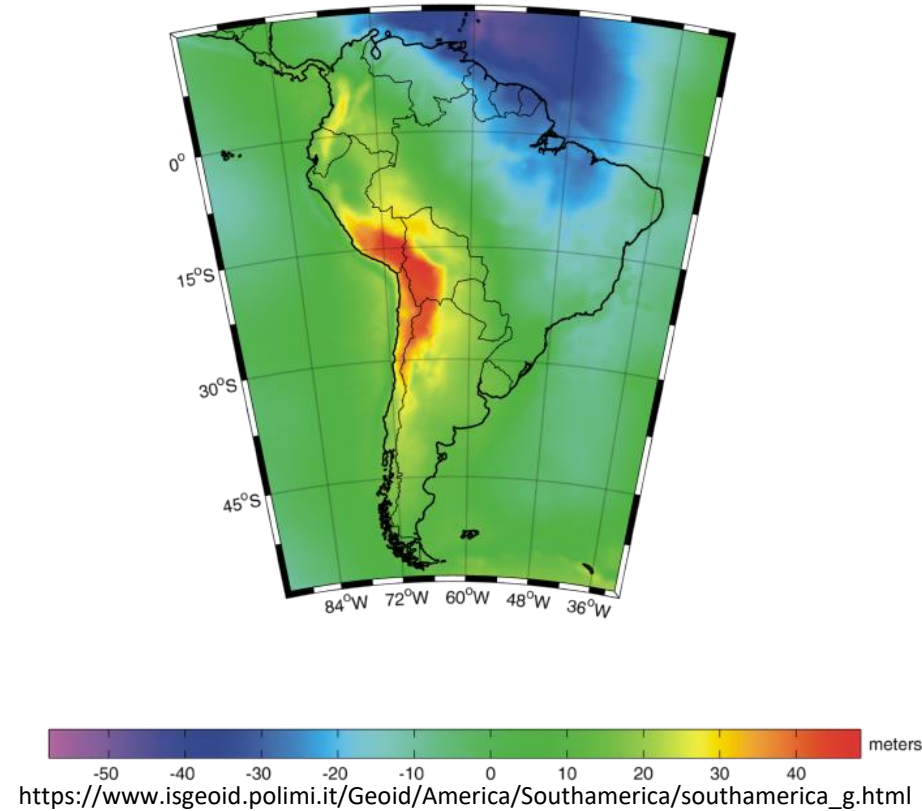 0°
15°S
30°S
45°S
84°W 72°W 60°W 48°W 36°W
meters
-50 -40 -30 -20 -10 0 10 20 30 40
https://www.isgeoid.polimi.it/Geoid/America/Southamerica/southamerica_g.html